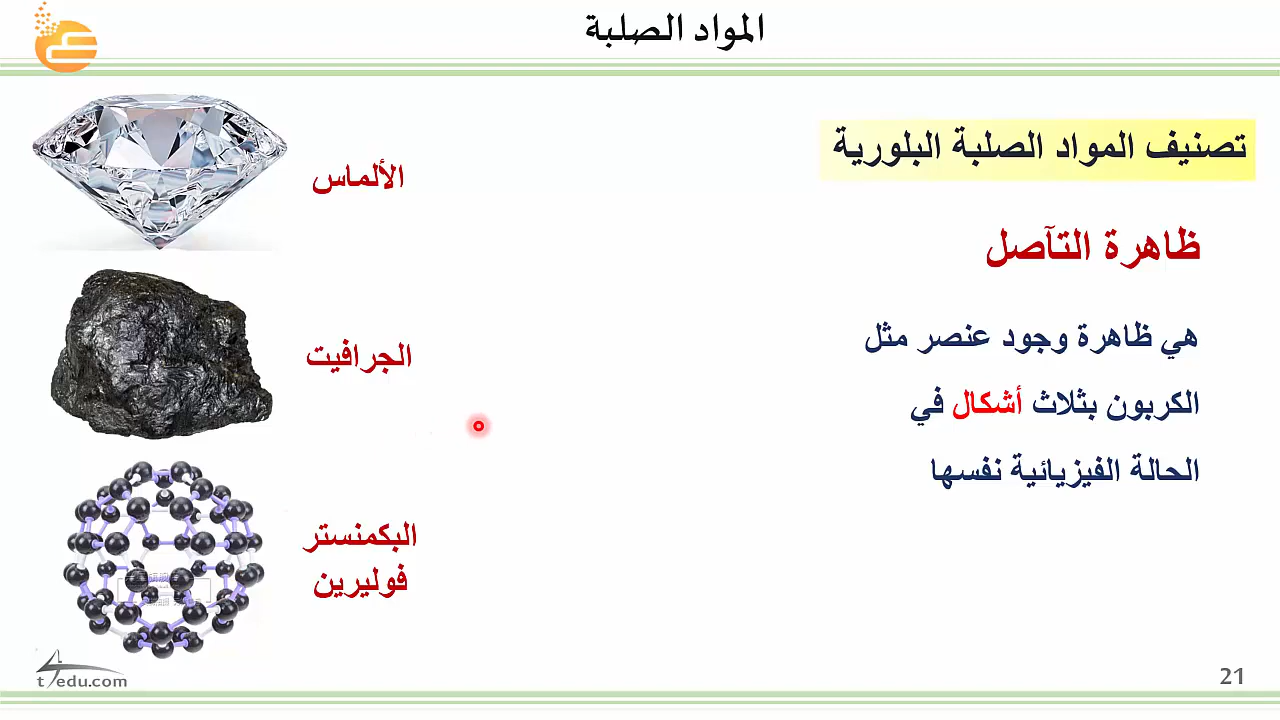 المواد الصلبة
تصنيف المواد الصلبة البلورية
ظاهرة التآصل
هي ظاهرة وجود عنصر مثل
الكربون بثلاث أشكال في
الحالة الفيزيائية نفسها
الألماس
الجرافيت
البكمنستر
فوليرين
t4edu.com
21